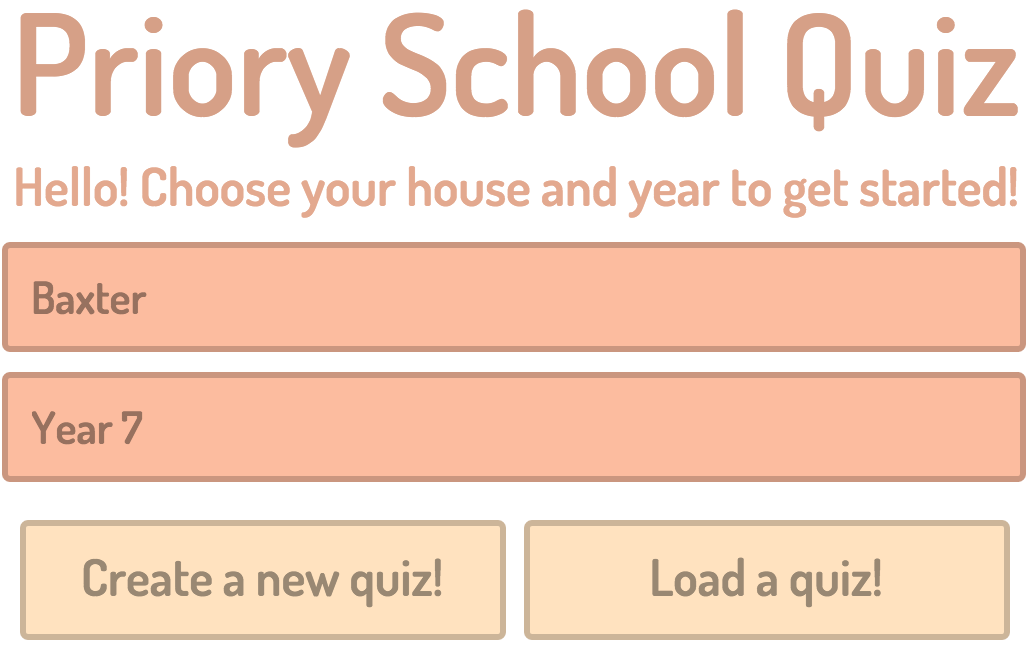 Priory School Quiz
Hello! Choose your house and year to get started!
Baxter
Year 7
Create a new quiz!
Load a quiz!